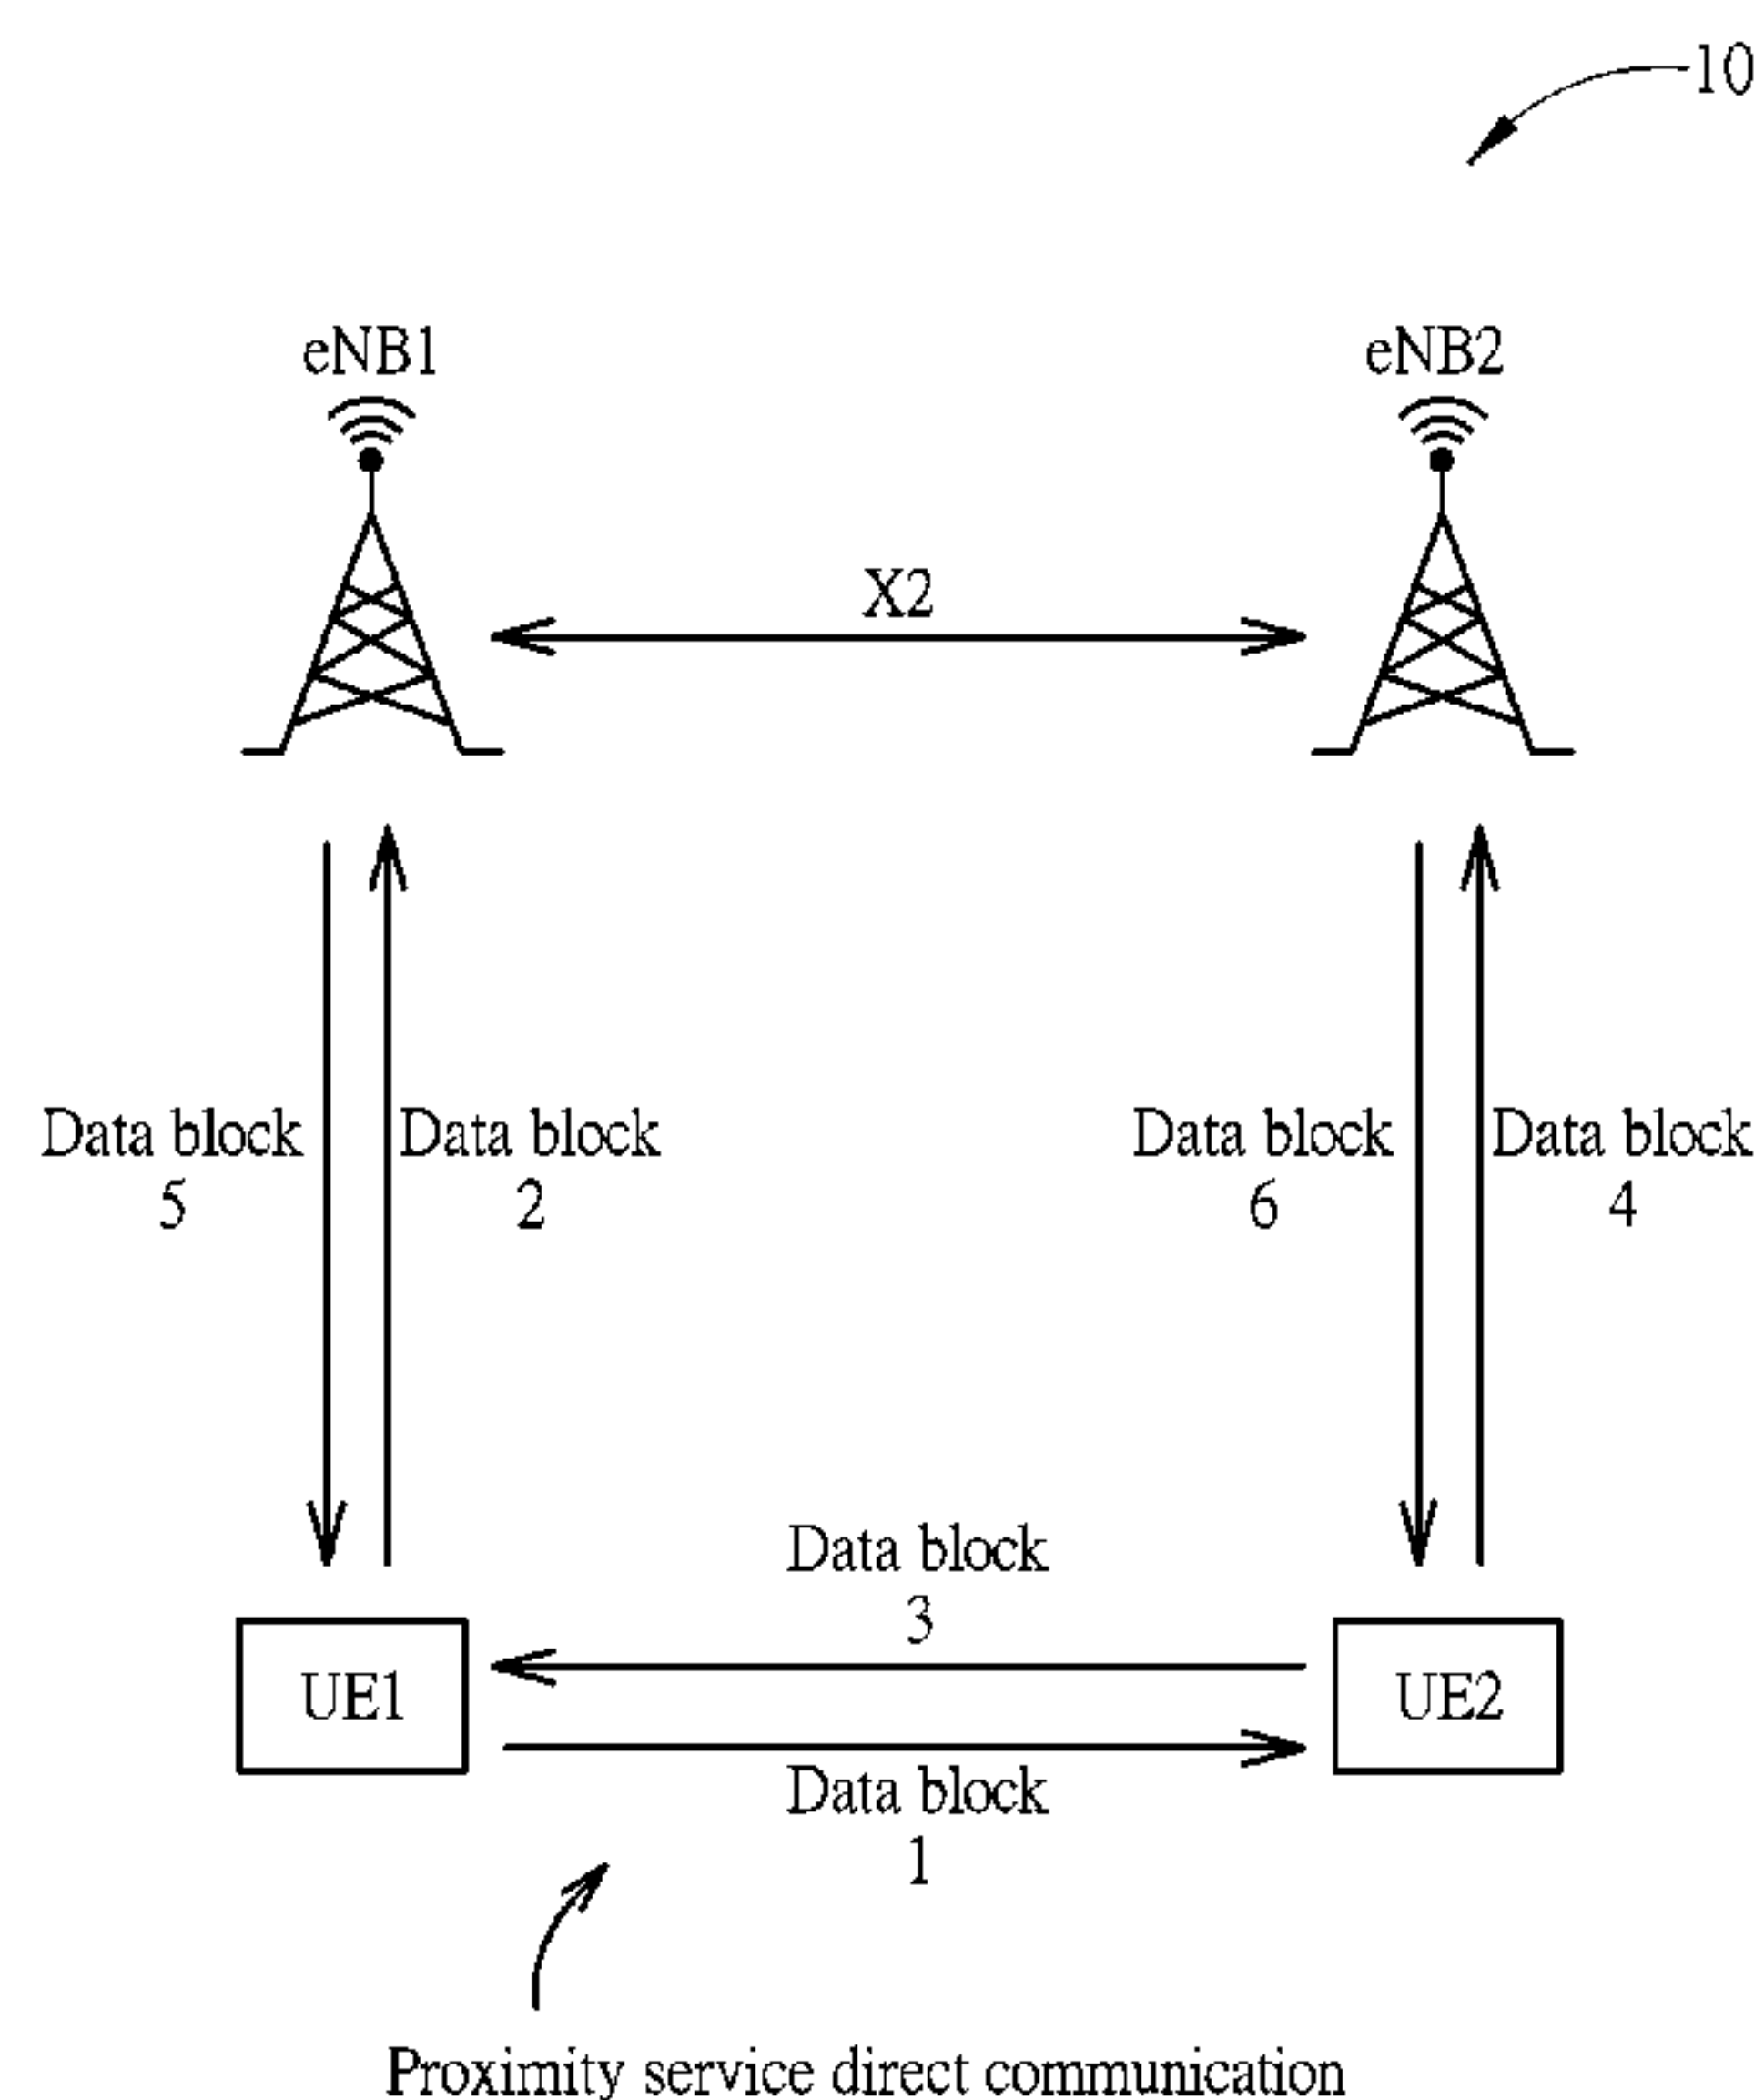 10
eNB1
eNB2
X2
Data block
5
Data block
2
Data block
6
Data block
4
Data block
3
UE1
UE2
Data block
1
Proximity service direct communication